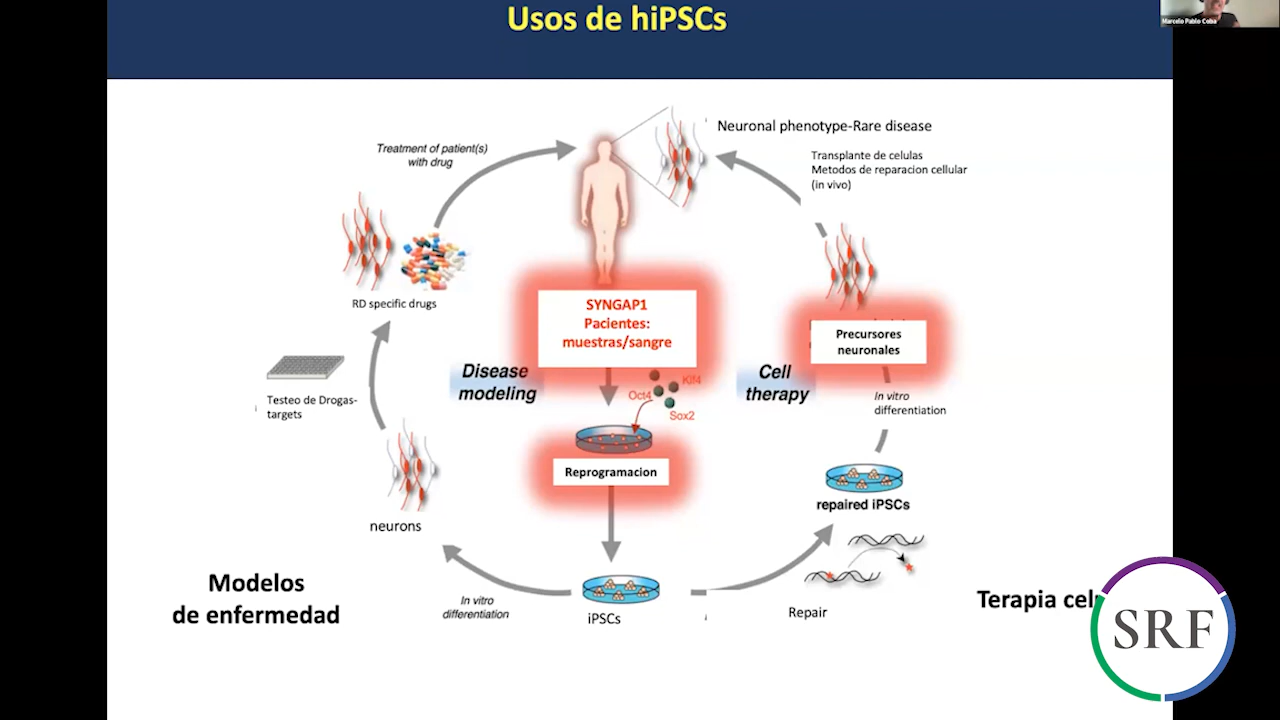 Usos de hiPSCs
Marcelo Pablo Coba
Neuronal phenotype-Rare disease
Treatment of patient(s)
with drug
Transplante de celulas
Metodos de reparacion cellular
(in vivo)
RD specific drugs
SYNGAP1
Pacientes:
muestras/sangre
Precursores
neuronales
Disease
modeling
Cell
therapy
Klf4
Oct4
Sox2
Testeo de Drogas-
targets
In vitro
differentiation
Reprogramacion
repaired iPSCs
neurons
Modelos
de enfermedad
In vitro
differentiation
iPSCs
Repair
Terapia
SRF